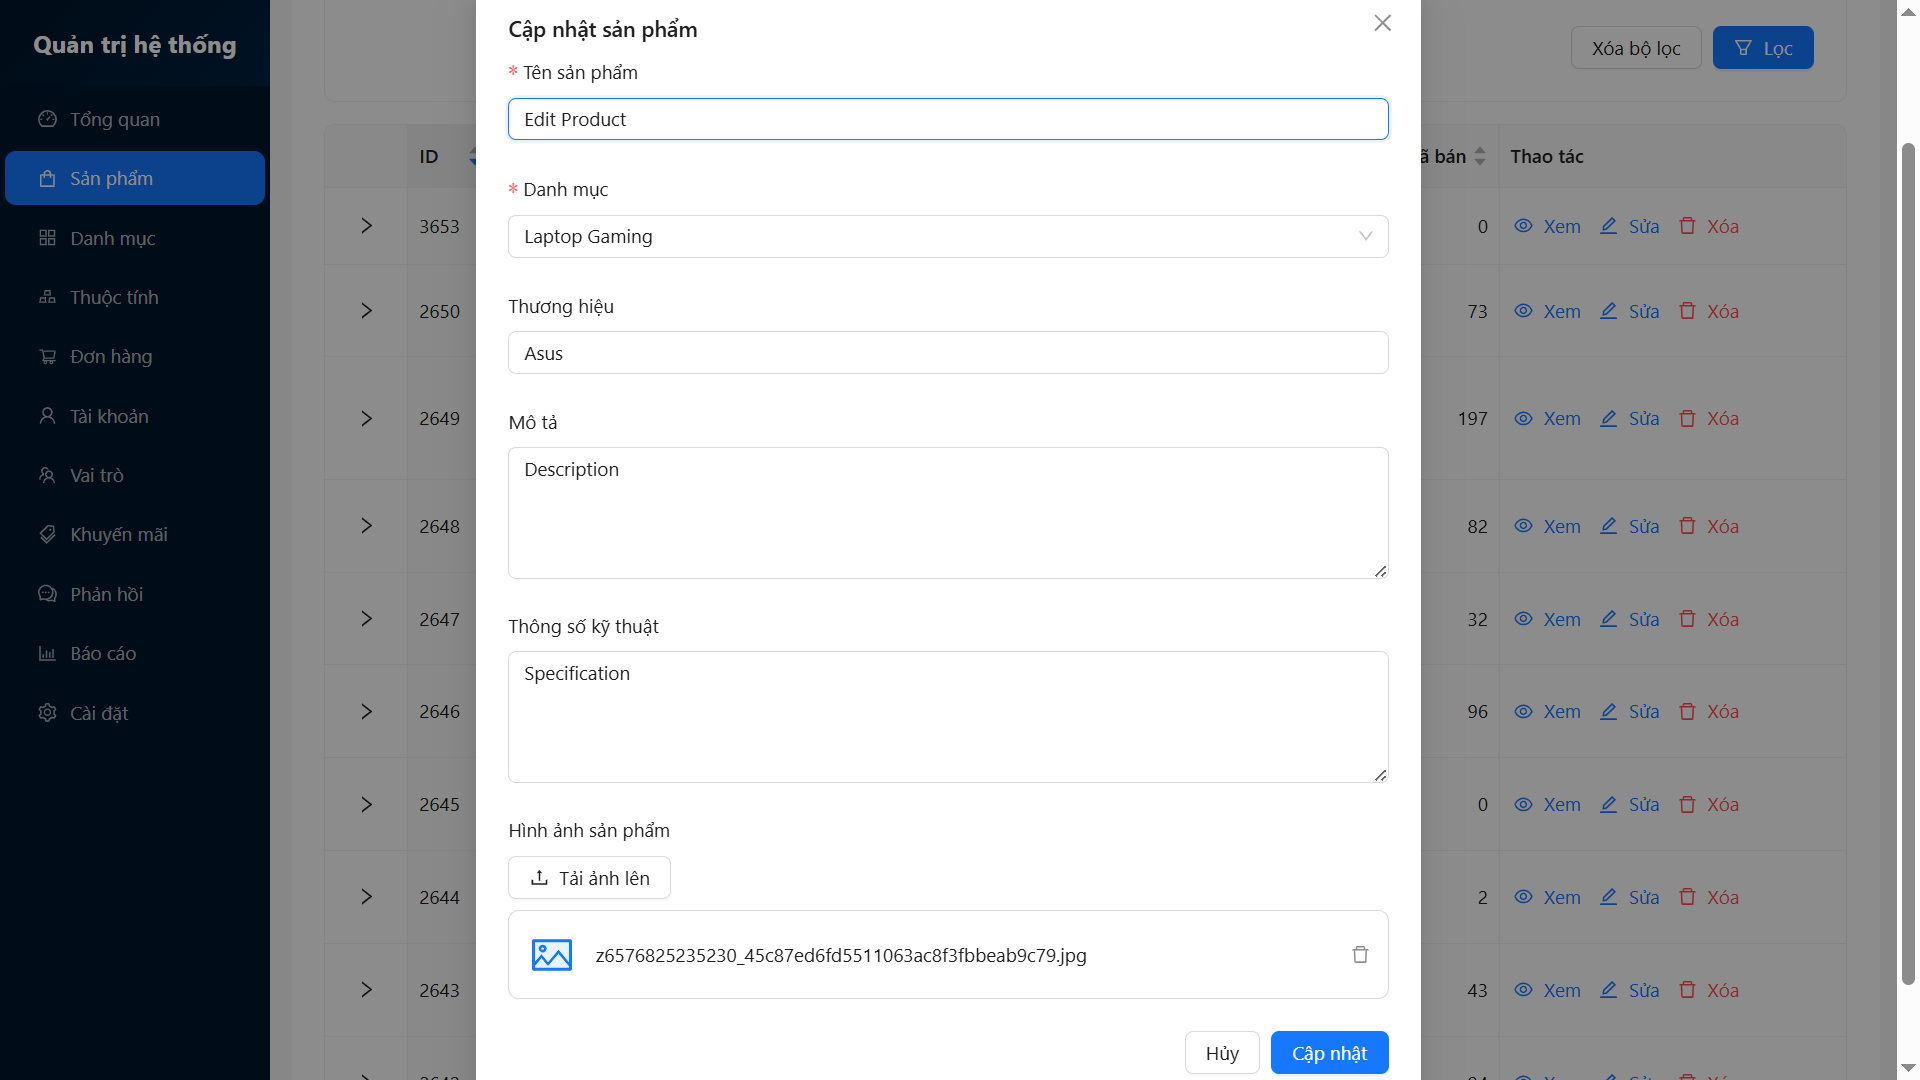 Quản trị hệ thống
Tổng quan
Sản phẩm
Danh mục
Thuộc tính
Đơn hàng
Tài khoản
Vai trò
Khuyến mãi
Phản hồi
Báo cáo
Cài đặt
Xóa bộ lọc
Lọc
ID
ã bán
Thao tác
3653
0 Xem Sửa Xóa
2650
73 Xem Sửa Xóa
2649
197 Xem Sửa Xóa
2648
82 Xem Sửa Xóa
2647
32 Xem Sửa Xóa
2646
96 Xem Sửa Xóa
2645
0 Xem Sửa Xóa
2644
2 Xem Sửa Xóa
2643
43 Xem Sửa Xóa
Cập nhật sản phẩm
* Tên sản phẩm
Edit Product
* Danh mục
Laptop Gaming
Thương hiệu
Asus
Mô tả
Description
Thông số kỹ thuật
Specification
Hình ảnh sản phẩm
Tải ảnh lên
z6576825235230_45c87ed6fd5511063ac8f3fbbeab9c79.jpg
Hủy
Cập nhật